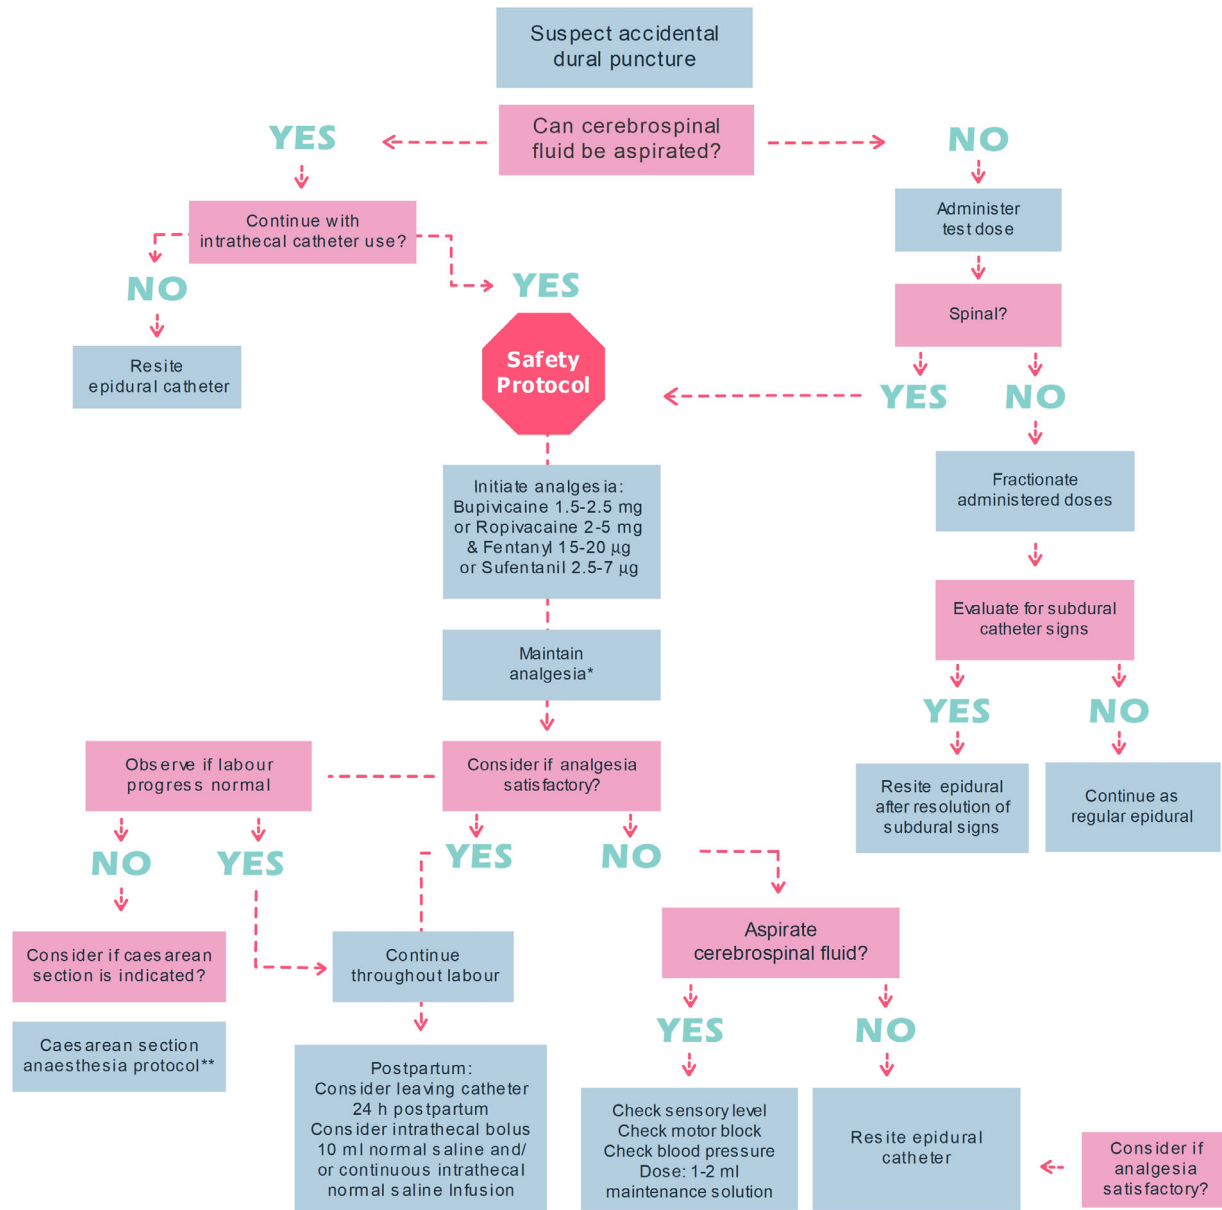 Suspect accidental
dural puncture
Can cerebrospinal
fluid be aspirated?
YES
NO
Continue with
intrathecal catheter use?
Administer
test dose
NO
YES
Spinal?
Resite
epidural catheter
Safety
Protocol
YES
NO
Initiate analgesia:
Bupivicaine 1.5-2.5 mg
or Ropivacaine 2-5 mg
& Fentanyl 15-20 µg
or Sufentanil 2.5-7 µg
Fractionate
administered doses
Evaluate for subdural
catheter signs
Maintain
analgesia*
YES
NO
Observe if labour
progress normal
Consider if analgesia
satisfactory?
Resite epidural
after resolution of
subdural signs
Continue as
regular epidural
NO
YES
YES
NO
Consider if caesarean
section is indicated?
Continue
throughout labour
Aspirate
cerebrospinal fluid?
YES
NO
Caesarean section
anaesthesia protocol**
Postpartum:
Consider leaving catheter
24 h postpartum
Consider intrathecal bolus
10 ml normal saline and/
or continuous intrathecal
normal saline Infusion
Check sensory level
Check motor block
Check blood pressure
Dose: 1-2 ml
maintenance solution
Resite epidural
catheter
Consider if
analgesia
satisfactory?